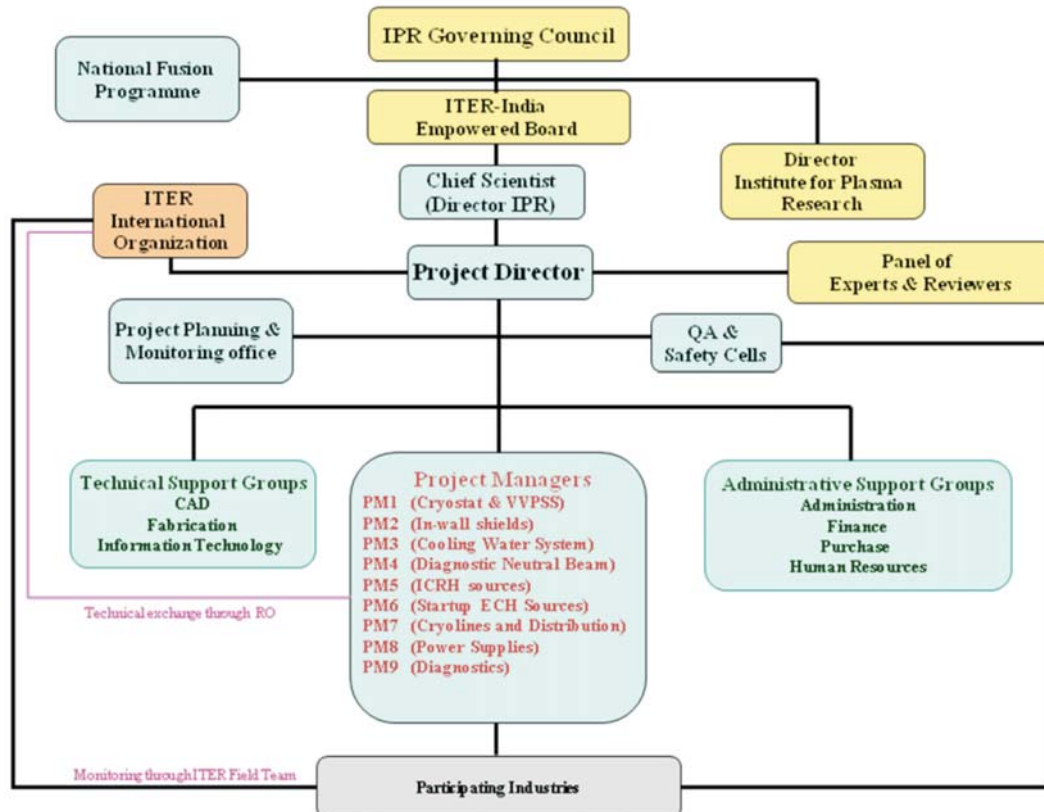 IPR Governing Council
National Fusion
Programme
ITER-India
Empowered Board
Director
Institute for Plasma
Research
Chief Scientist
(Director IPR)
ITER
International
Organization
Project Director
Panel of
Experts & Reviewers
Project Planning &
Monitoring office
QA &
Safety Cells
Technical Support Groups
CAD
Fabrication
Information Technology
Project Managers
PM1 (Cryostat & VVPSS)
PM2 (In-wall shields)
PM3 (Cooling Water System)
PM4 (Diagnostic Neutral Beam)
PM5 (ICRH sources)
PM6 (Startup ECH Sources)
PM7 (Cryolines and Distribution)
PM8 (Power Supplies)
PM9 (Diagnostics)
Administrative Support Groups
Administration
Finance
Purchase
Human Resources
Technical exchange through RO
Monitoring through ITER Field Team
Participating Industries